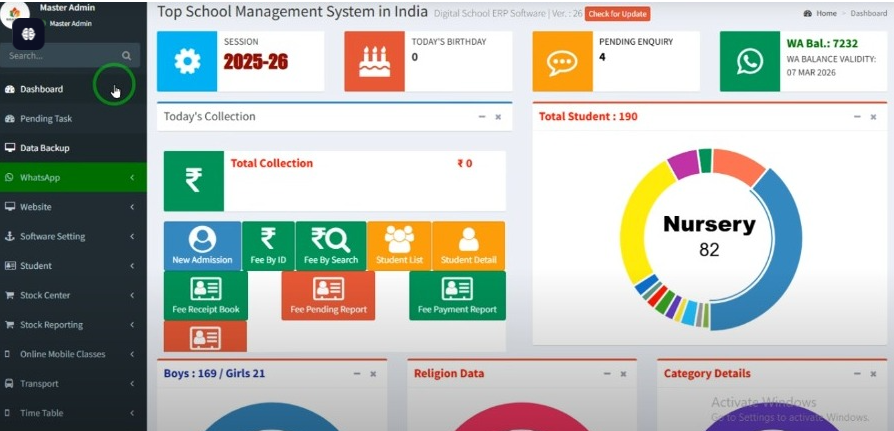 Master Admin
Master Admin
Search...
Dashboard
Pending Task
Data Backup
WhatsApp
Website
Software Setting
Student
Stock Center
Stock Reporting
Online Mobile Classes
Transport
Time Table
Top School Management System in India Digital School ERP Software | Ver. : 26 Check for Update
Home – Dashboard
SESSION
2025-26
TODAY'S BIRTHDAY
0
PENDING ENQUIRY
4
WA Bal.: 7232
WA BALANCE VALIDITY:
07 MAR 2026
Today's Collection
Total Collection ₹ 0
New Admission
Fee By ID
Fee By Search
Student List
Student Detail
Fee Receipt Book
Fee Pending Report
Fee Payment Report
Total Student : 190
Nursery
82
Boys : 169 / Girls 21
Religion Data
Category Details
Activate Windows
Go to Settings to activate Windows.